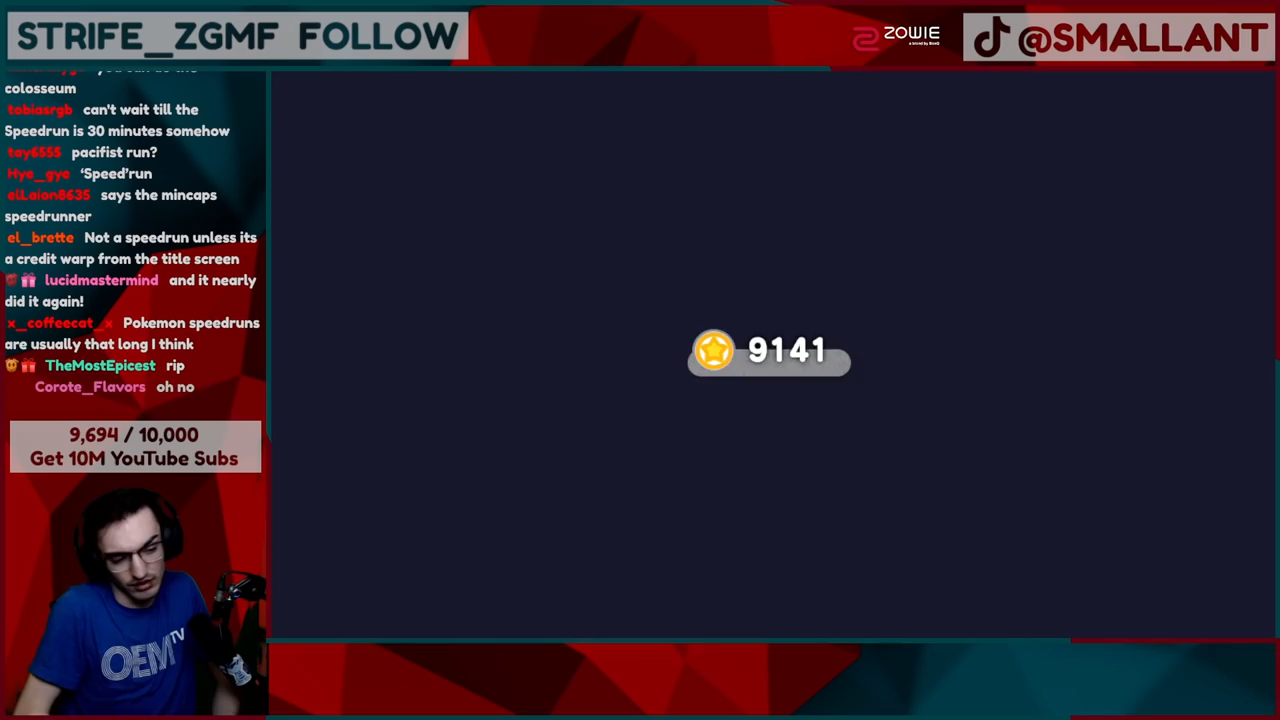 STRIFE_ZGMF FOLLOW
ZOWIE
@SMALLANT
colosseum
tobiasrgb can't wait till the
Speedrun is 30 minutes somehow
tay6555 pacifist run?
Hye_gye 'Speed'run
elLaion8635 says the mincaps
speedrunner
el_brette Not a speedrun unless its
a credit warp from the title screen
lucidmastermind and it nearly
did it again!
x_coffeecat_x Pokemon speedruns
are usually that long I think
TheMostEpicest rip
Corote_Flavors oh no
9,694 / 10,000
Get 10M YouTube Subs
9141
OEM TV